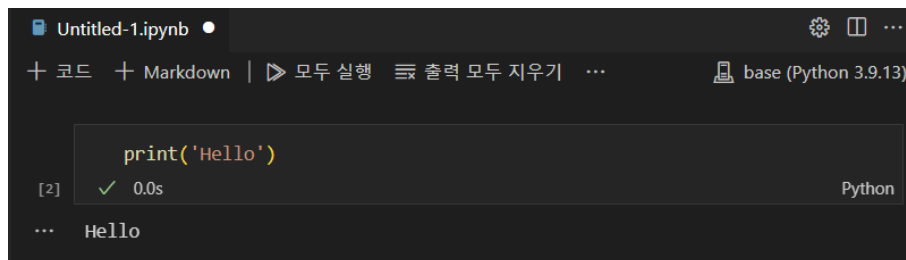 Untitled-1.ipynb
코드 Markdown 모두 실행 출력 모두 지우기 ... base (Python 3.9.13)
print('Hello')
[2] 0.0s Python
... Hello